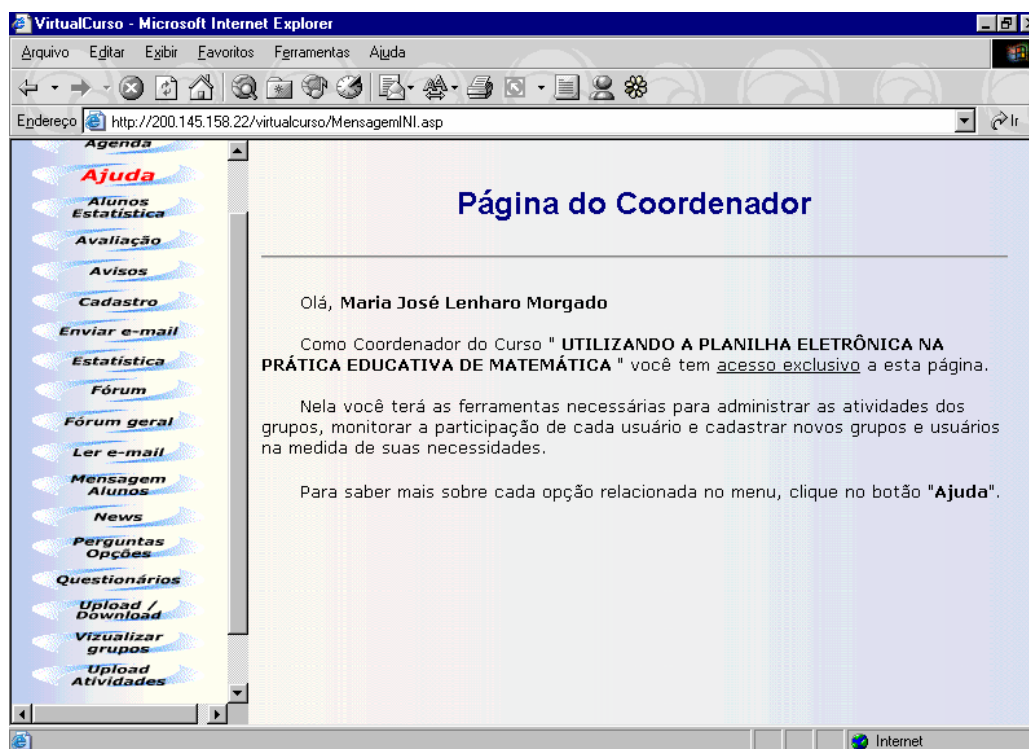 VirtualCurso - Microsoft Internet Explorer
Arquivo Editar Exibir Favoritos Ferramentas Ajuda
Endereço http://200.145.158.22/virtualcurso/MensagemINI.asp Ir
Agenda
Ajuda
Alunos
Estatística
Avaliação
Avisos
Cadastro
Enviar e-mail
Estatística
Fórum
Fórum geral
Ler e-mail
Mensagem
Alunos
News
Perguntas
Opções
Questionários
Upload /
Download
Vizualizar
grupos
Upload
Atividades
Página do Coordenador
Olá, Maria José Lenharo Morgado
Como Coordenador do Curso " UTILIZANDO A PLANILHA ELETRÔNICA NA
PRÁTICA EDUCATIVA DE MATEMÁTICA " você tem acesso exclusivo a esta página.
Nela você terá as ferramentas necessárias para administrar as atividades dos
grupos, monitorar a participação de cada usuário e cadastrar novos grupos e usuários
na medida de suas necessidades.
Para saber mais sobre cada opção relacionada no menu, clique no botão "Ajuda".
Internet